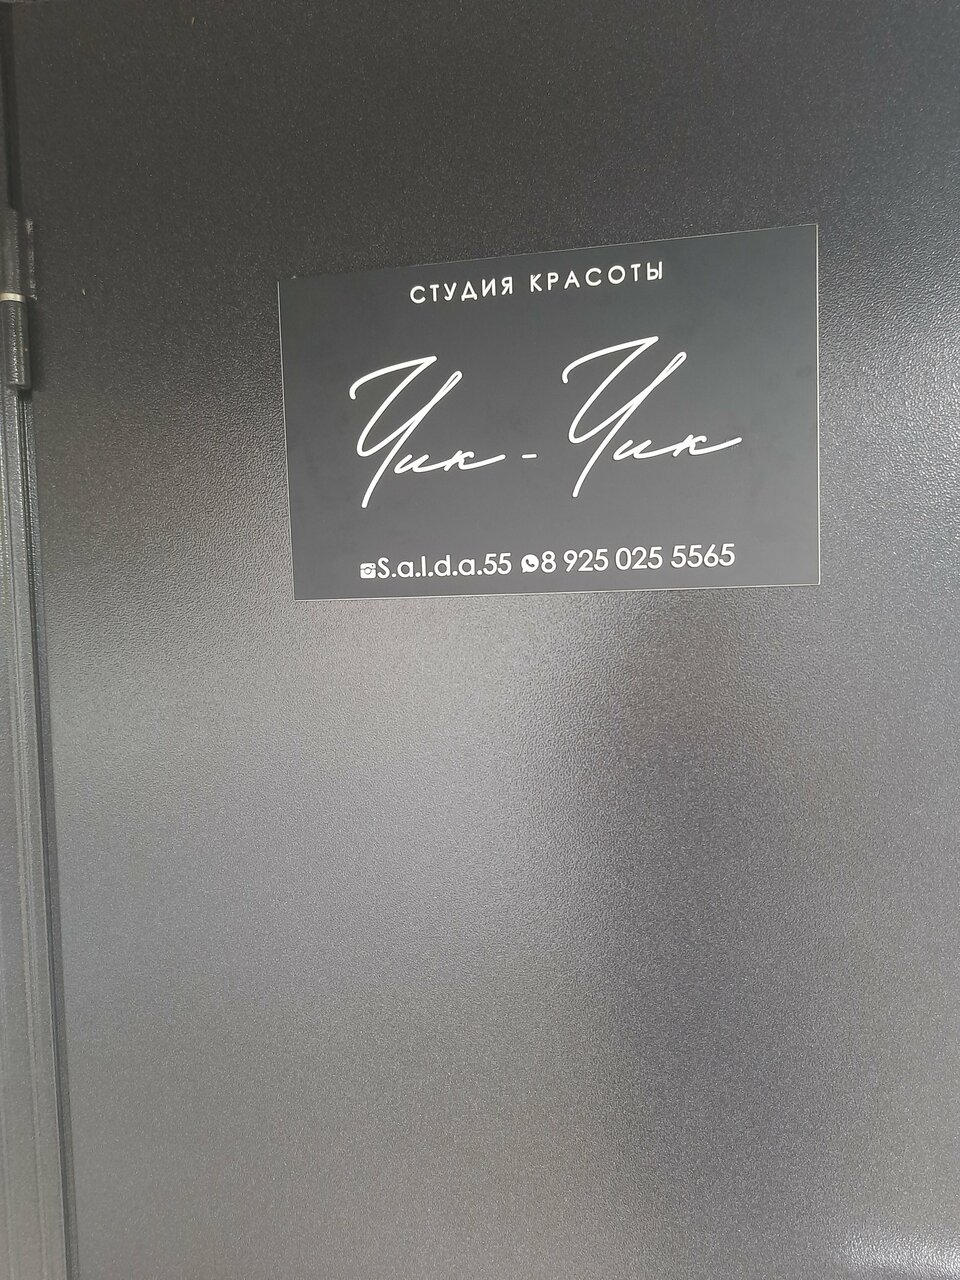 СТУДИЯ КРАСОТЫ
Чик - Чик
S.a.l.d.a.55 8 925 025 5565